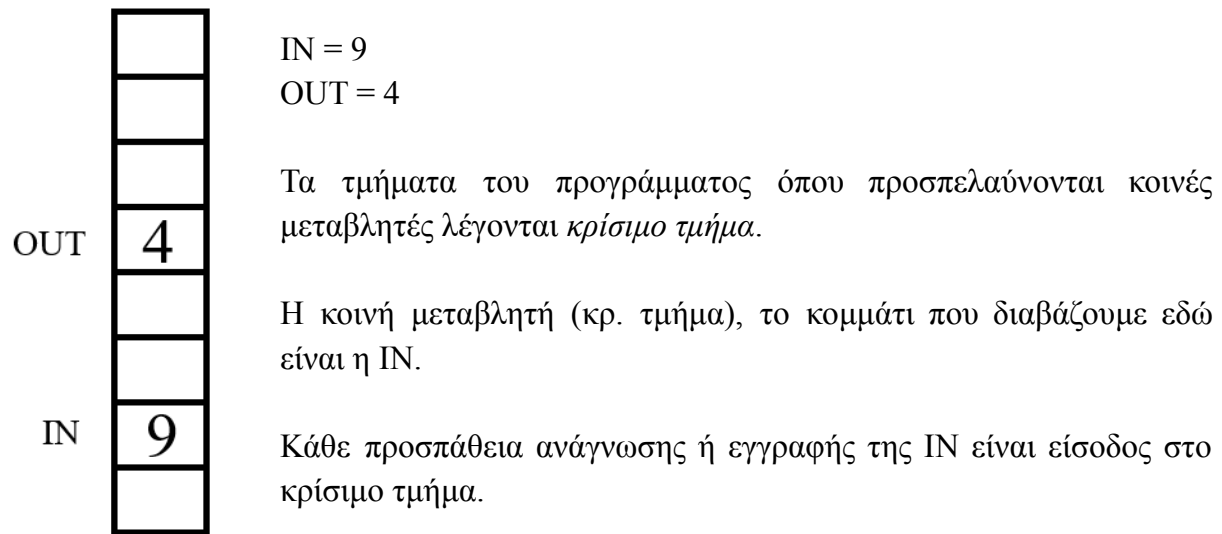 IN = 9
OUT = 4
Τα τμήματα του προγράμματος όπου προσπελαύνονται κοινές
μεταβλητές λέγονται κρίσιμο τμήμα.
OUT 4
Η κοινή μεταβλητή (κρ. τμήμα), το κομμάτι που διαβάζουμε εδώ
είναι η IN.
IN 9
Κάθε προσπάθεια ανάγνωσης ή εγγραφής της IN είναι είσοδος στο
κρίσιμο τμήμα.